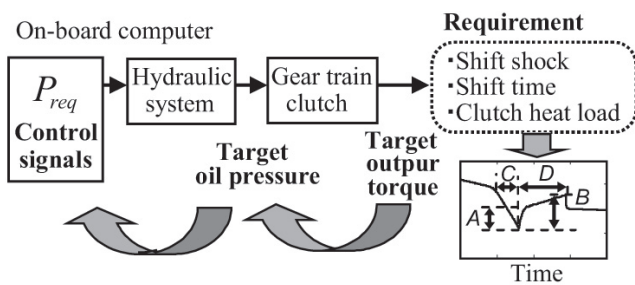 On-board computer
P_req
Control
signals
Hydraulic
system
Gear train
clutch
Requirement
·Shift shock
·Shift time
·Clutch heat load
Target
oil pressure
Target
outpur
torque
C
D
A
B
Time